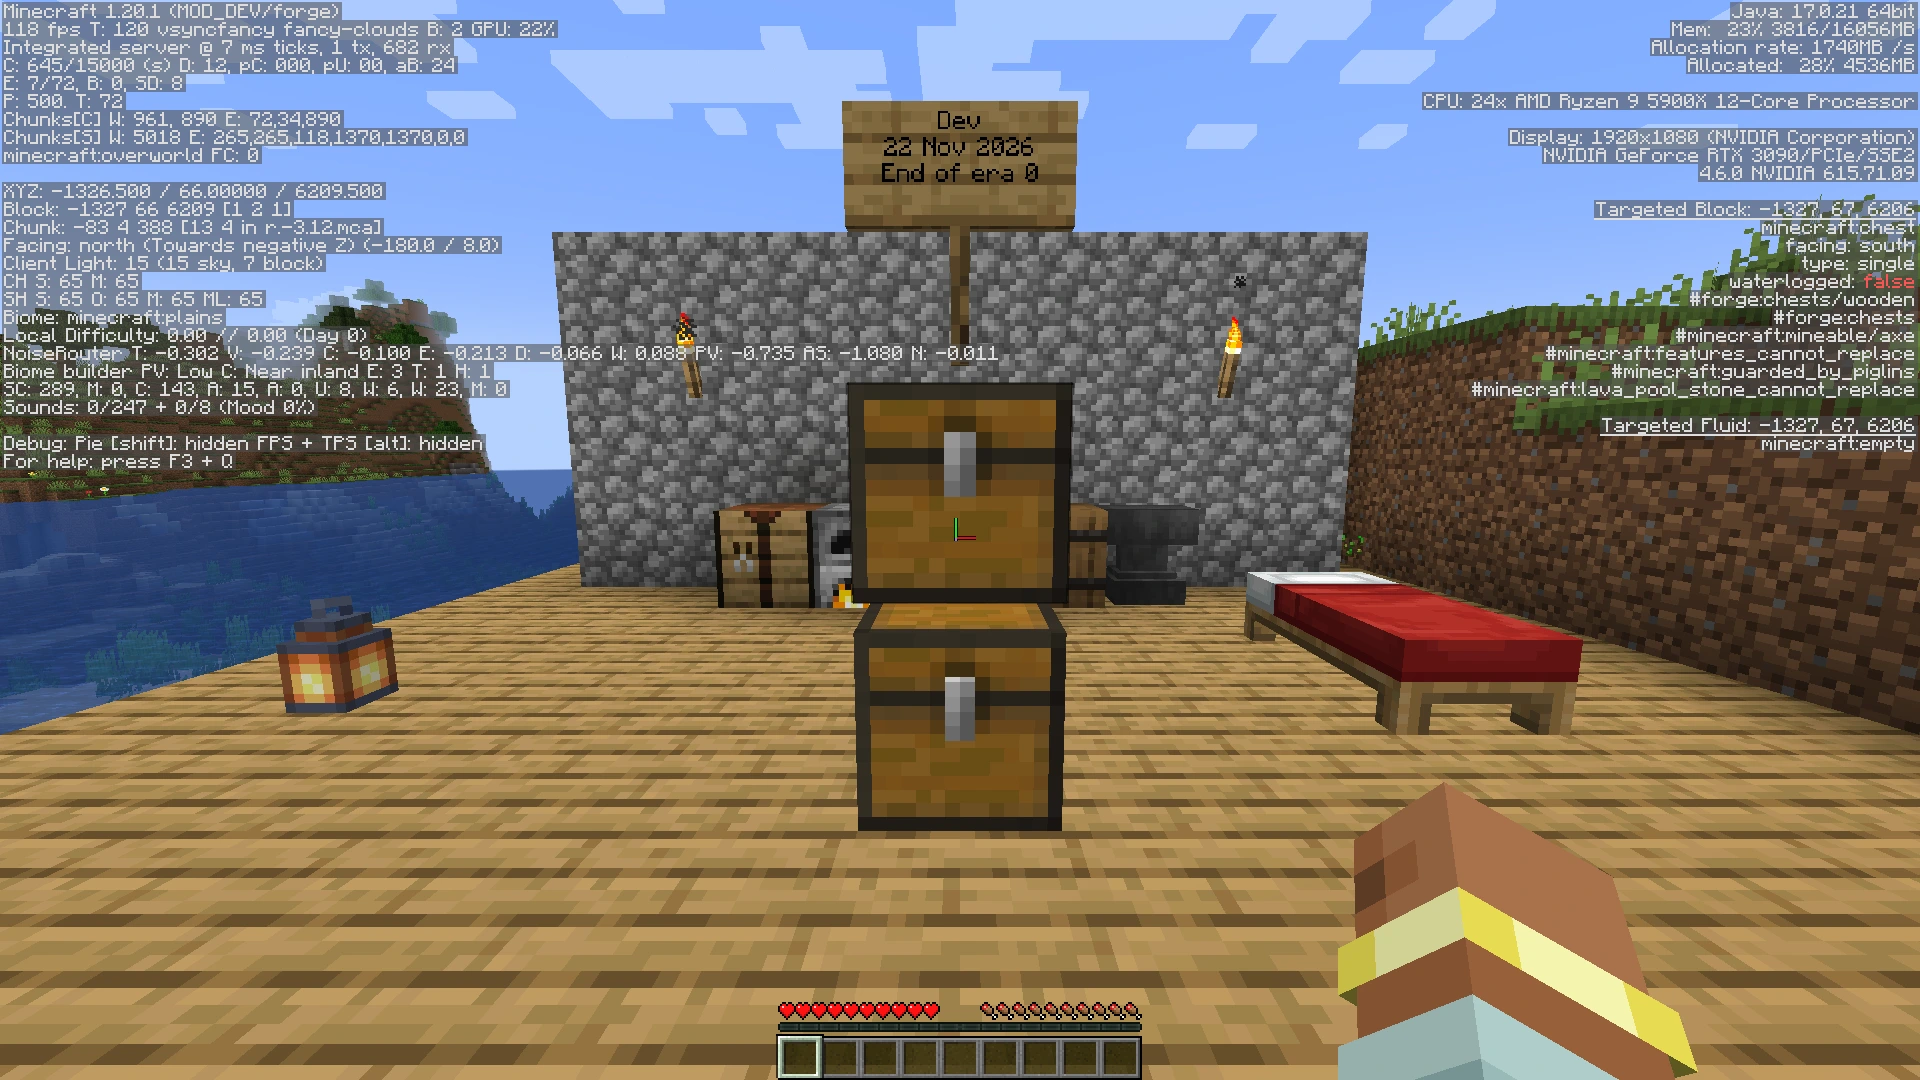 Minecraft 1.20.1 (MOD_DEV/forge)
118 fps T: 120 vsyncfancy fancy-clouds B: 2 GPU: 22%
Integrated server @ 7 ms ticks, 1 tx, 682 rx
C: 645/15000 (s) D: 12, pC: 000, pU: 00, aB: 24
E: 7/72, B: 0, SD: 8
P: 500. T: 72
Chunks[C] W: 961, 890 E: 72,34,890
Chunks[S] W: 5018 E: 265,265,118,1370,1370,0,0
minecraft:overworld FC: 0
XYZ: -1326.500 / 66.00000 / 6209.500
Block: -1327 66 6209 [1 2 1]
Chunk: -83 4 388 [13 4 in r.-3.12.mca]
Facing: north (Towards negative Z) (-180.0 / 8.0)
Client Light: 15 (15 sky, 7 block)
CH S: 65 M: 65
SH S: 65 O: 65 M: 65 ML: 65
Biome: minecraft:plains
Local Difficulty: 0.00 // 0.00 (Day 0)
NoiseRouter T: -0.302 V: -0.239 C: -0.100 E: -0.213 D: -0.066 W: 0.088 PV: -0.735 AS: -1.080 N: -0.011
Biome builder PV: Low C: Near inland E: 3 T: 1 H: 1
SC: 289, M: 0, C: 143, A: 15, A: 0, U: 8, W: 6, W: 23, M: 0
Sounds: 0/247 + 0/8 (Mood 0%)
Debug: Pie [shift]: hidden FPS + TPS [alt]: hidden
For help: press F3 + Q
Dev
22 Nov 2026
End of era 0
Java: 17.0.21 64bit
Mem: 23% 3816/16056MB
Allocation rate: 1740MB /s
Allocated: 28% 4536MB
CPU: 24x AMD Ryzen 9 5900X 12-Core Processor
Display: 1920x1080 (NVIDIA Corporation)
NVIDIA GeForce RTX 3090/PCIe/SSE2
4.6.0 NVIDIA 615.71.09
Targeted Block: -1327, 67, 6206
minecraft:chest
facing: south
type: single
waterlogged: false
#forge:chests/wooden
#forge:chests
#minecraft:mineable/axe
#minecraft:features_cannot_replace
#minecraft:guarded_by_piglins
#minecraft:lava_pool_stone_cannot_replace
Targeted Fluid: -1327, 67, 6206
minecraft:empty